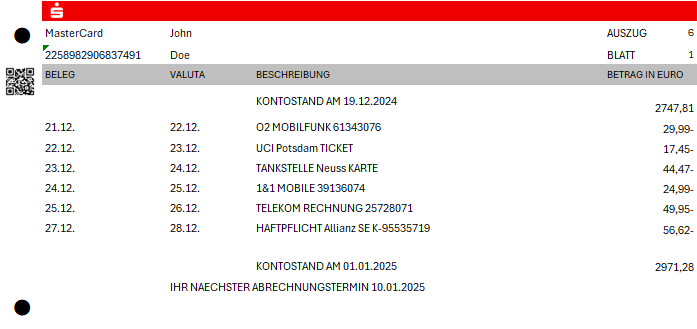 MasterCard John AUSZUG 6
2258982906837491 Doe BLATT 1
BELEG VALUTA BESCHREIBUNG BETRAG IN EURO
KONTOSTAND AM 19.12.2024 2747,81
21.12. 22.12. O2 MOBILFUNK 61343076 29,99-
22.12. 23.12. UCI Potsdam TICKET 17,45-
23.12. 24.12. TANKSTELLE Neuss KARTE 44,47-
24.12. 25.12. 1&1 MOBILE 39136074 24,99-
25.12. 26.12. TELEKOM RECHNUNG 25728071 49,95-
27.12. 28.12. HAFTPFLICHT Allianz SE K-95535719 56,62-
KONTOSTAND AM 01.01.2025 2971,28
IHR NAECHSTER ABRECHNUNGSTERMIN 10.01.2025